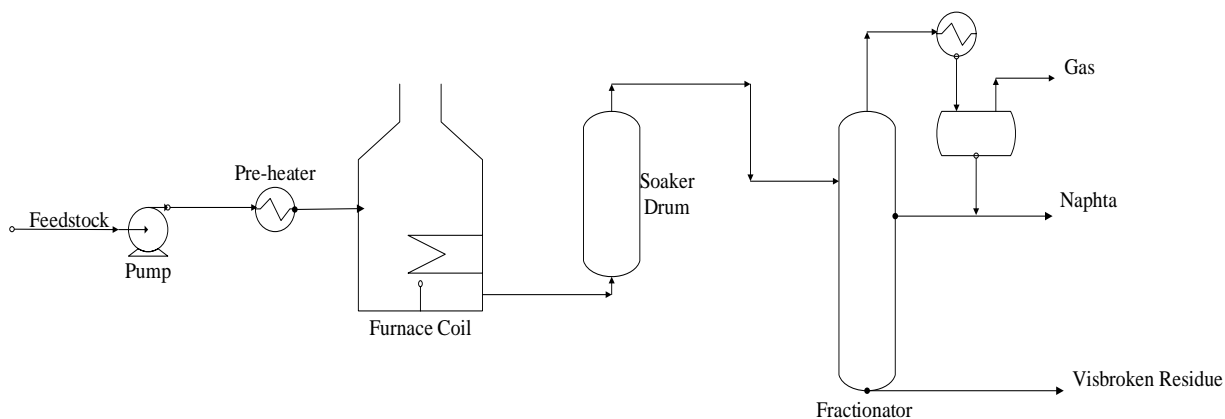 Feedstock
Pump
Pre-heater
Furnace Coil
Soaker
Drum
Fractionator
Gas
Naphta
Visbroken Residue